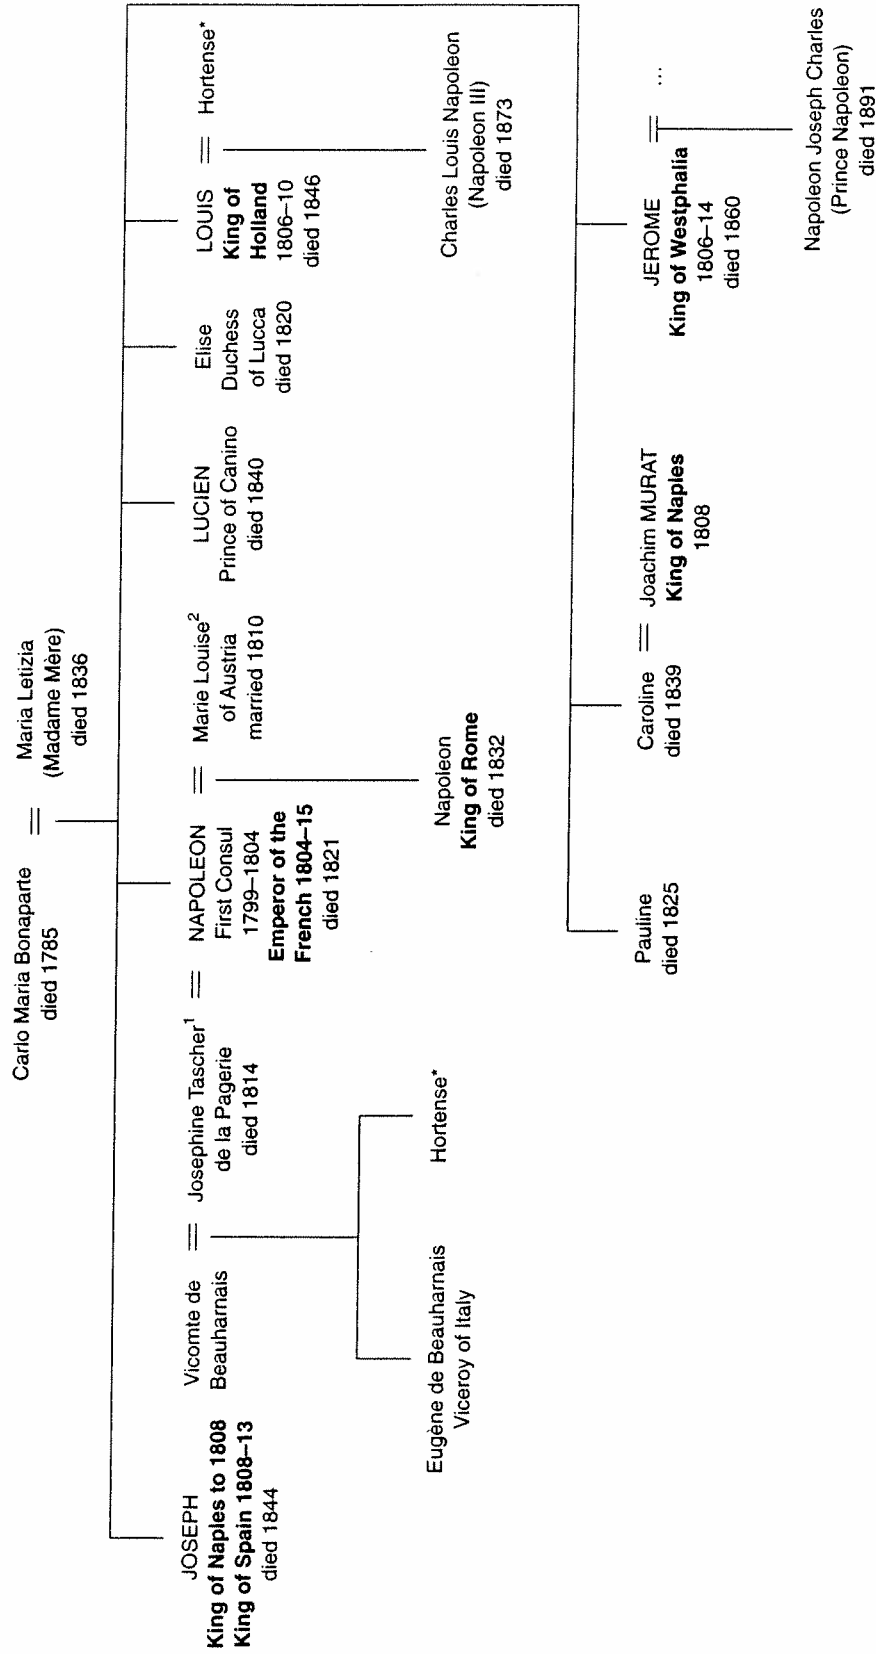 Carlo Maria Bonaparte
died 1785
=
Maria Letizia
(Madame Mère)
died 1836
JOSEPH
King of Naples to 1808
King of Spain 1808–13
died 1844
Vicomte de
Beauharnais
=
Josephine Tascher¹
de la Pagerie
died 1814
=
NAPOLEON
First Consul
1799–1804
Emperor of the
French 1804–15
died 1821
=
Marie Louise²
of Austria
married 1810
LUCIEN
Prince of Canino
died 1840
Elise
Duchess
of Lucca
died 1820
LOUIS
King of
Holland
1806–10
died 1846
=
Hortense*
Eugène de Beauharnais
Viceroy of Italy
Hortense*
Napoleon
King of Rome
died 1832
Charles Louis Napoleon
(Napoleon III)
died 1873
Pauline
died 1825
Caroline
died 1839
=
Joachim MURAT
King of Naples
1808
JEROME
King of Westphalia
1806–14
died 1860
=
...
Napoleon Joseph Charles
(Prince Napoleon)
died 1891